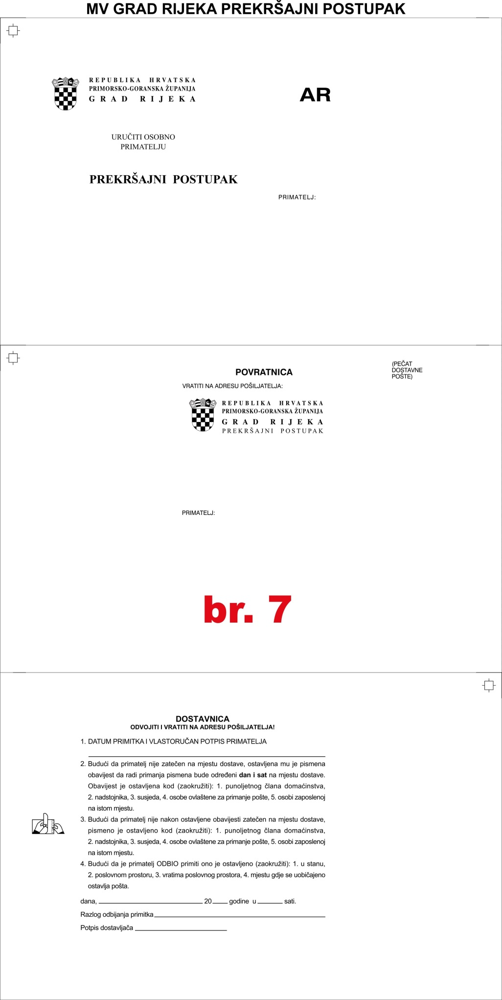 MV GRAD RIJEKA PREKRŠAJNI POSTUPAK
REPUBLIKA HRVATSKA
PRIMORSKO-GORANSKA ŽUPANIJA
GRAD RIJEKA
AR
URUČITI OSOBNO
PRIMATELJU
PREKRŠAJNI POSTUPAK
PRIMATELJ:
POVRATNICA
(PEČAT
DOSTAVNE
POŠTE)
VRATITI NA ADRESU POŠILJATELJA:
REPUBLIKA HRVATSKA
PRIMORSKO-GORANSKA ŽUPANIJA
GRAD RIJEKA
PREKRŠAJNI POSTUPAK
PRIMATELJ:
br. 7
DOSTAVNICA
ODVOJITI I VRATITI NA ADRESU POŠILJATELJA!
1. DATUM PRIMITKA I VLASTORUČAN POTPIS PRIMATELJA
2. Budući da primatelj nije zatečen na mjestu dostave, ostavljena mu je pismena
obavijest da radi primanja pismena bude određeni dan i sat na mjestu dostave.
Obavijest je ostavljena kod (zaokružiti): 1. punoljetnog člana domaćinstva,
2. nadstojnika, 3. susjeda, 4. osobe ovlaštene za primanje pošte, 5. osobi zaposlenoj
na istom mjestu.
3. Budući da primatelj nije nakon ostavljene obavijesti zatečen na mjestu dostave,
pismeno je ostavljeno kod (zaokružiti): 1. punoljetnog člana domaćinstva,
2. nadstojnika, 3. susjeda, 4. osobe ovlaštene za primanje pošte, 5. osobi zaposlenoj
na istom mjestu.
4. Budući da je primatelj ODBIO primiti ono je ostavljeno (zaokružiti): 1. u stanu,
2. poslovnom prostoru, 3. vratima poslovnog prostora, 4. mjestu gdje se uobičajeno
ostavlja pošta.
dana, ____ 20____ godine u ____ sati.
Razlog odbijanja primitka ____
Potpis dostavljača ____